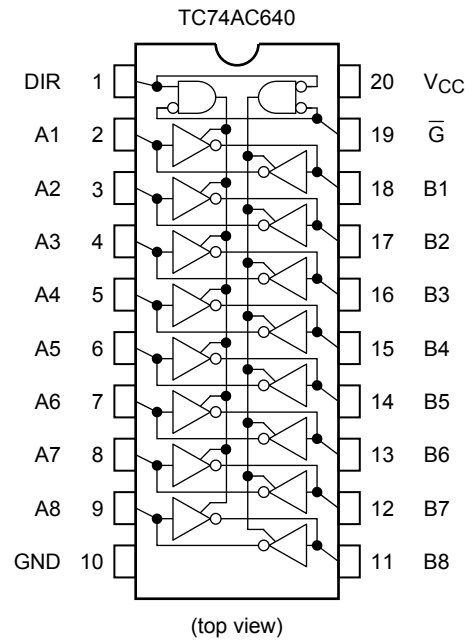 TC74AC640
DIR 1 20 VCC
A1 2 19 G̅
A2 3 18 B1
A3 4 17 B2
A4 5 16 B3
A5 6 15 B4
A6 7 14 B5
A7 8 13 B6
A8 9 12 B7
GND 10 11 B8
(top view)